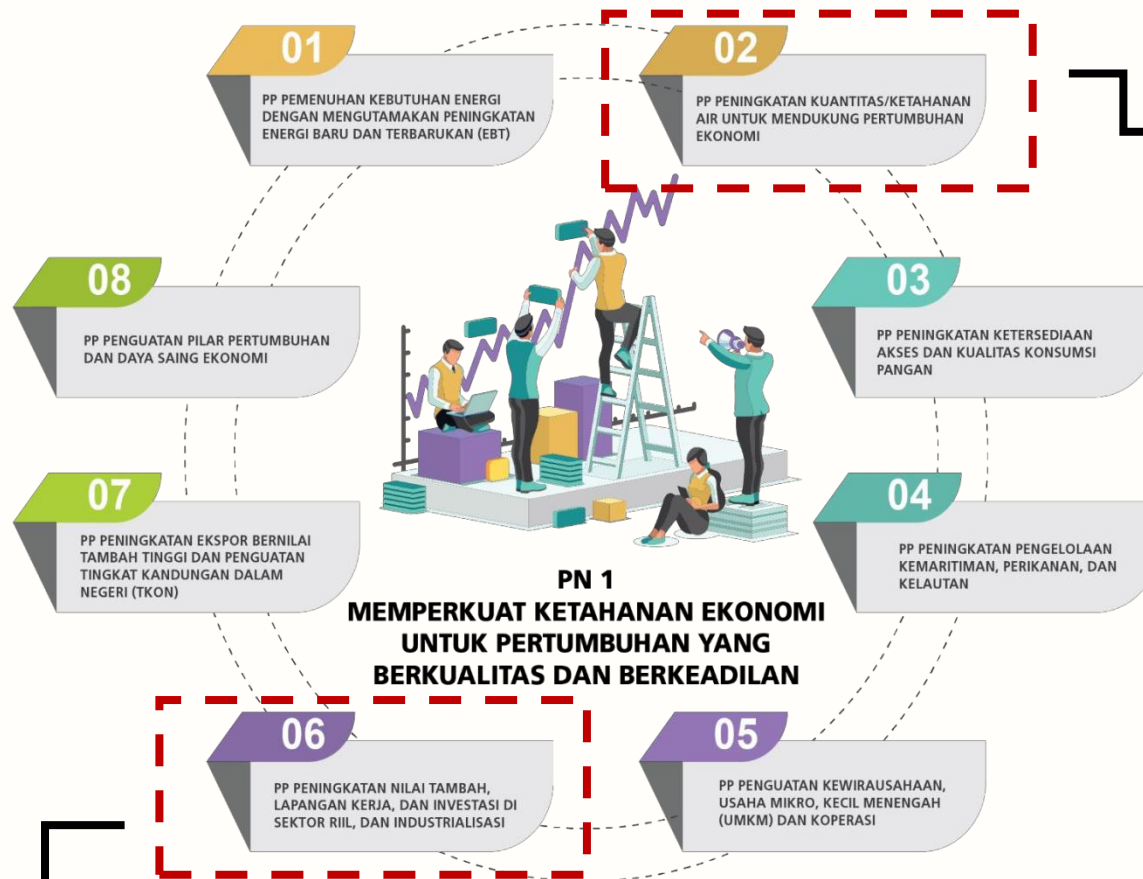 01
PP PEMENUHAN KEBUTUHAN ENERGI
DENGAN MENGUTAMAKAN PENINGKATAN
ENERGI BARU DAN TERBARUKAN (EBT)
02
PP PENINGKATAN KUANTITAS/KETAHANAN
AIR UNTUK MENDUKUNG PERTUMBUHAN
EKONOMI
03
PP PENINGKATAN KETERSEDIAAN
AKSES DAN KUALITAS KONSUMSI
PANGAN
04
PP PENINGKATAN PENGELOLAAN
KEMARITIMAN, PERIKANAN, DAN
KELAUTAN
05
PP PENGUATAN KEWIRAUSAHAAN,
USAHA MIKRO, KECIL MENENGAH
(UMKM) DAN KOPERASI
06
PP PENINGKATAN NILAI TAMBAH,
LAPANGAN KERJA, DAN INVESTASI DI
SEKTOR RIIL, DAN INDUSTRIALISASI
07
PP PENINGKATAN EKSPOR BERNILAI
TAMBAH TINGGI DAN PENGUATAN
TINGKAT KANDUNGAN DALAM
NEGERI (TKON)
08
PP PENGUATAN PILAR PERTUMBUHAN
DAN DAYA SAING EKONOMI
PN 1
MEMPERKUAT KETAHANAN EKONOMI
UNTUK PERTUMBUHAN YANG
BERKUALITAS DAN BERKEADILAN